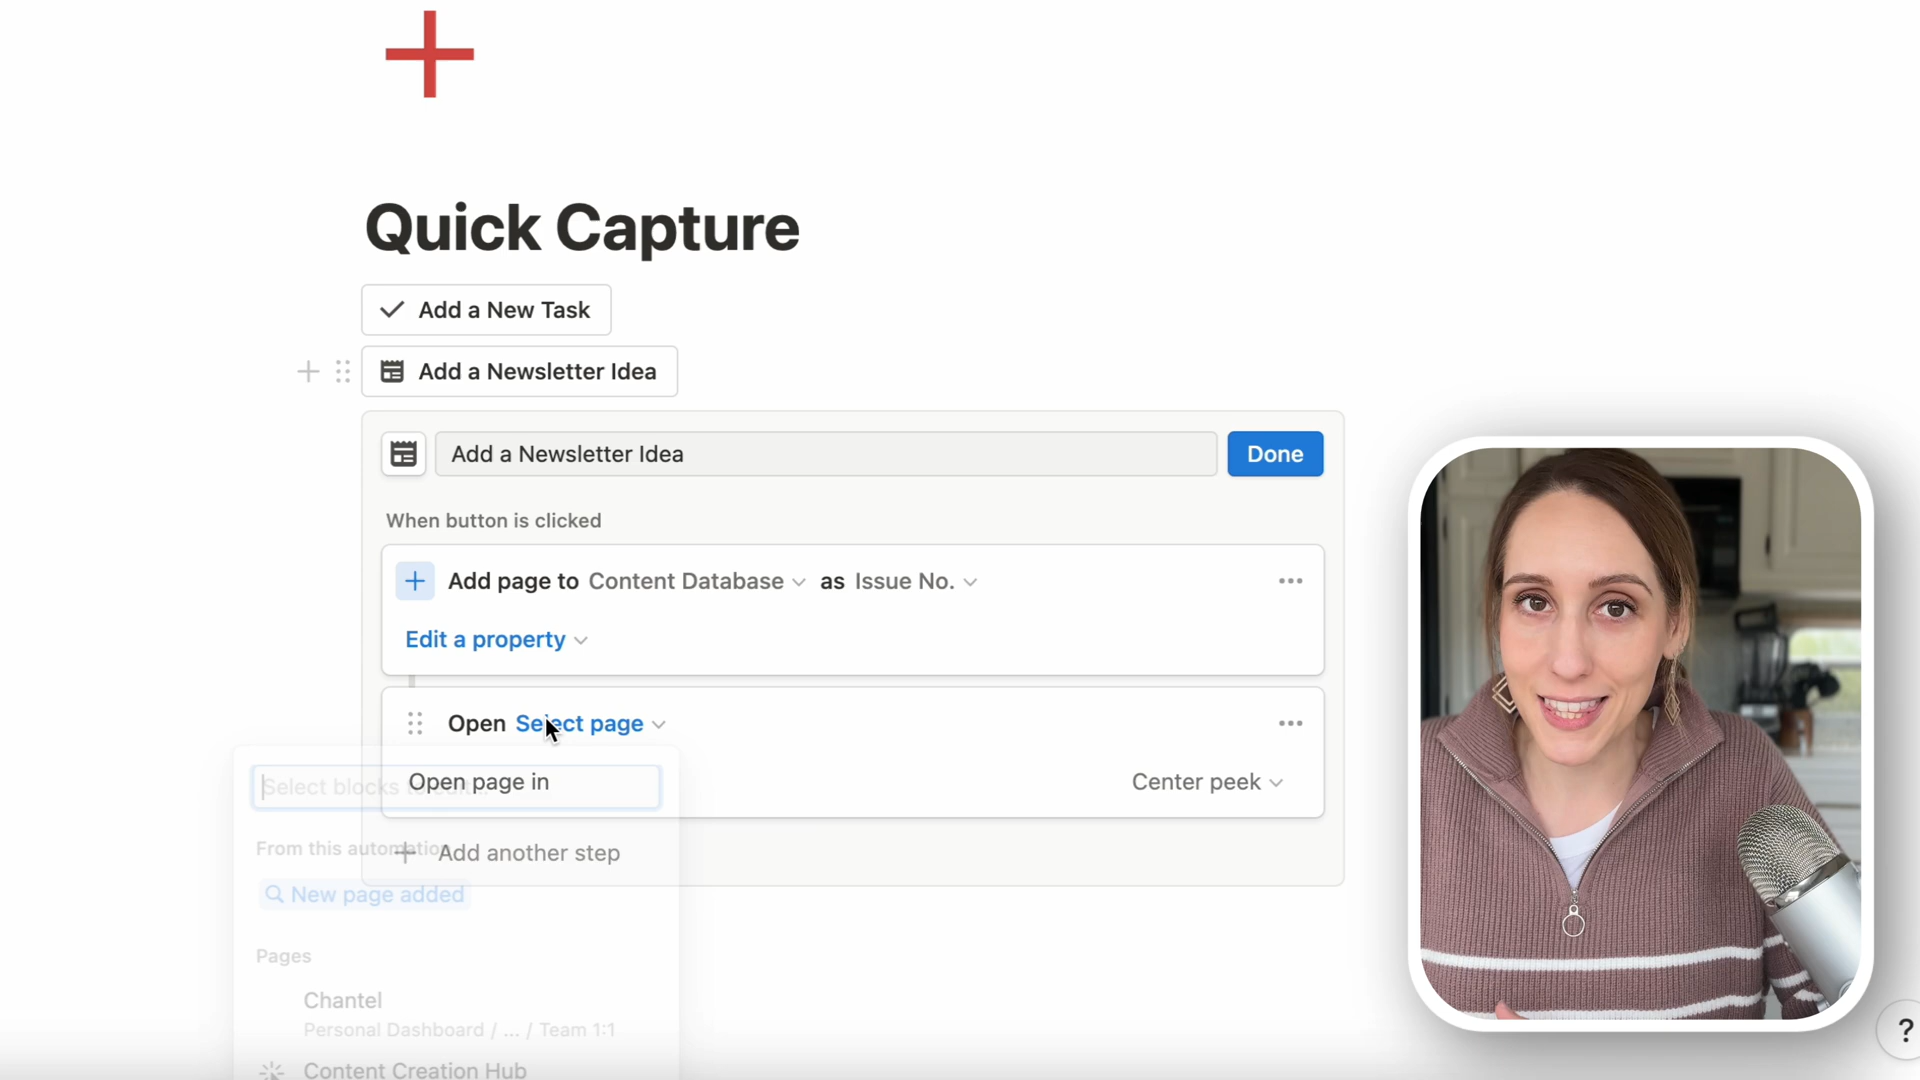 Quick Capture
Add a New Task
Add a Newsletter Idea
Add a Newsletter Idea
Done
When button is clicked
Add page to Content Database as Issue No.
Edit a property
Open Select page
Select blocks
Open page in
Center peek
From this automation
Add another step
New page added
Pages
Chantel
Personal Dashboard / ... / Team 1:1
Content Creation Hub
?